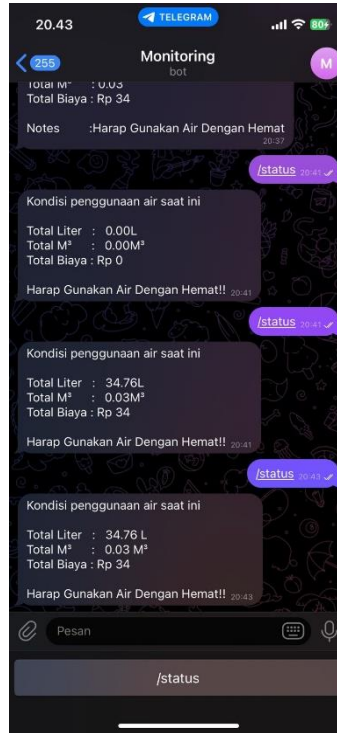 20.43
TELEGRAM
80
255
Monitoring
bot
M
Total M³ : 0.03
Total Biaya : Rp 34
Notes :Harap Gunakan Air Dengan Hemat
20:37
/status 20:41
Kondisi penggunaan air saat ini
Total Liter : 0.00L
Total M³ : 0.00M³
Total Biaya : Rp 0
Harap Gunakan Air Dengan Hemat!! 20:41
/status 20:41
Kondisi penggunaan air saat ini
Total Liter : 34.76L
Total M³ : 0.03M³
Total Biaya : Rp 34
Harap Gunakan Air Dengan Hemat!! 20:41
/status 20:43
Kondisi penggunaan air saat ini
Total Liter : 34.76 L
Total M³ : 0.03 M³
Total Biaya : Rp 34
Harap Gunakan Air Dengan Hemat!! 20:43
Pesan
/status